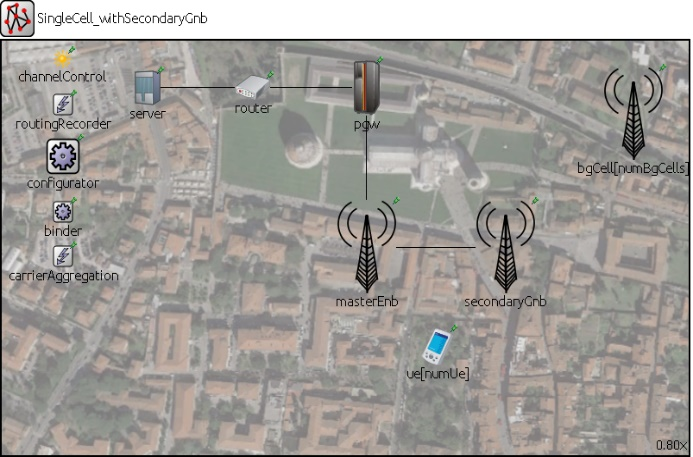 SingleCell_withSecondaryGnb
channelControl
server
router
pgw
routingRecorder
bgCell[numBgCells]
configurator
binder
carrierAggregation
masterEnb
secondaryGnb
ue[numUe]
0.80x